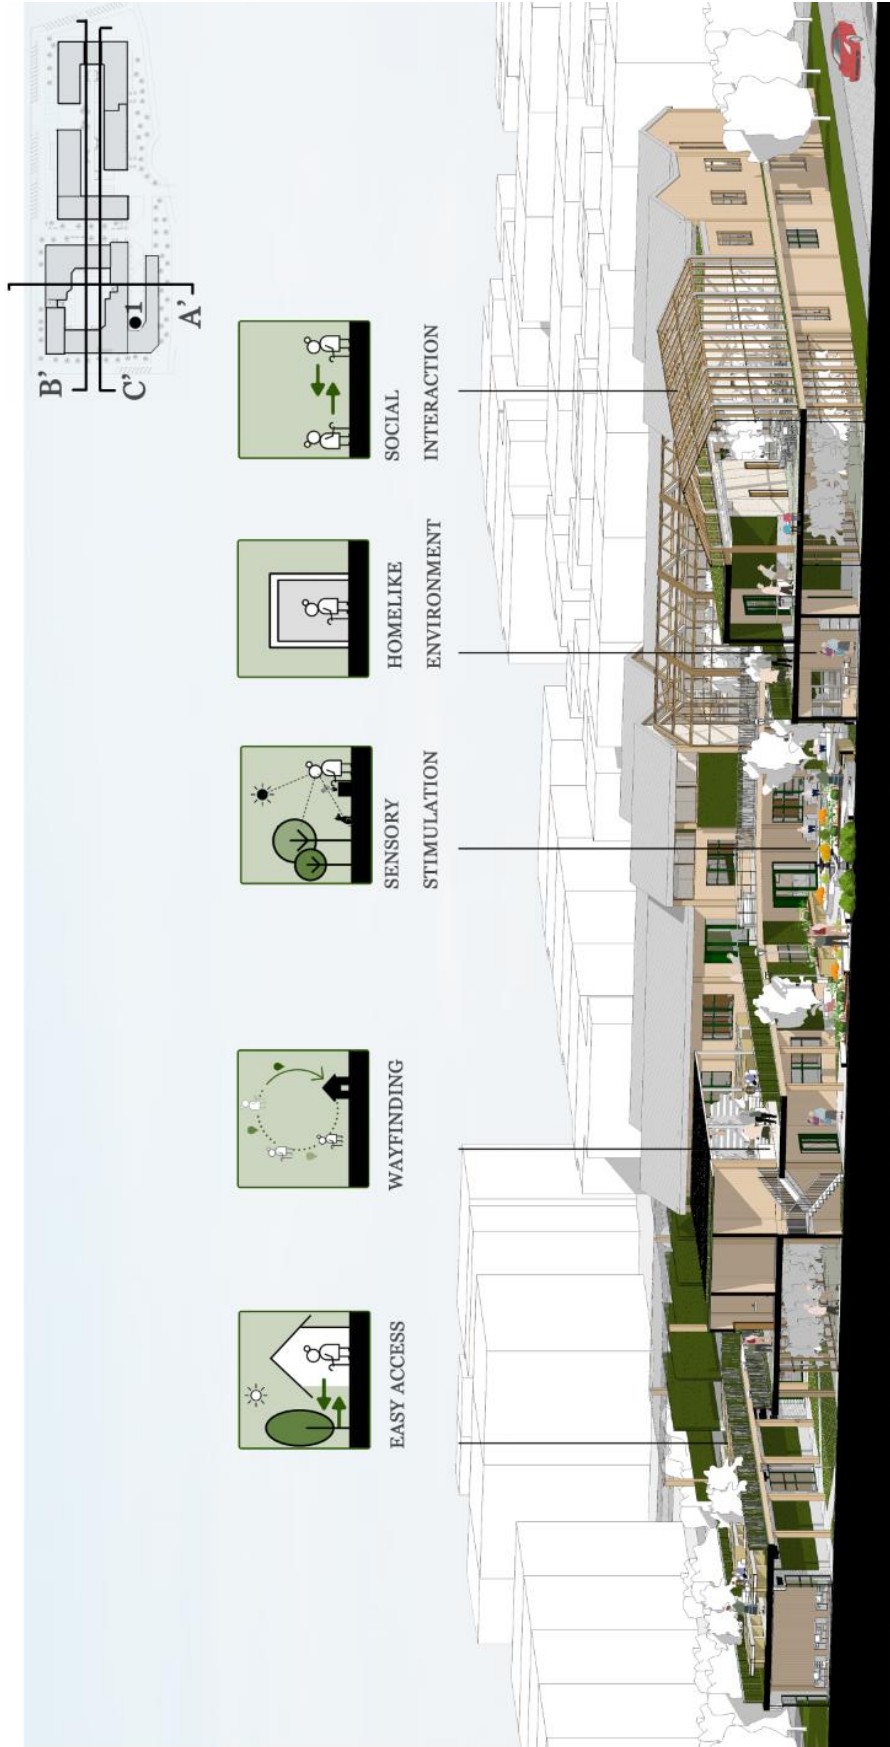 B'
C'
1
A'
EASY ACCESS
WAYFINDING
SENSORY
STIMULATION
HOMELIKE
ENVIRONMENT
SOCIAL
INTERACTION